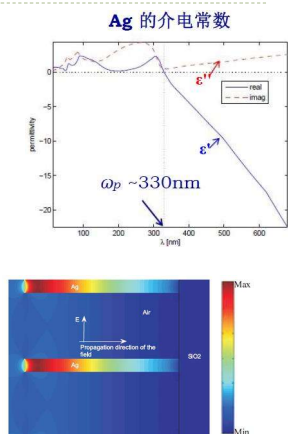 Ag 的介电常数
0
-5
-10
-15
-20
permittivity
real
imag
ε''
ε'
ωp ~330nm
100 200 300 400 500 600
λ [nm]
Ag
Air
E
Propagation direction of the
field
SiO2
Ag
Max
Min